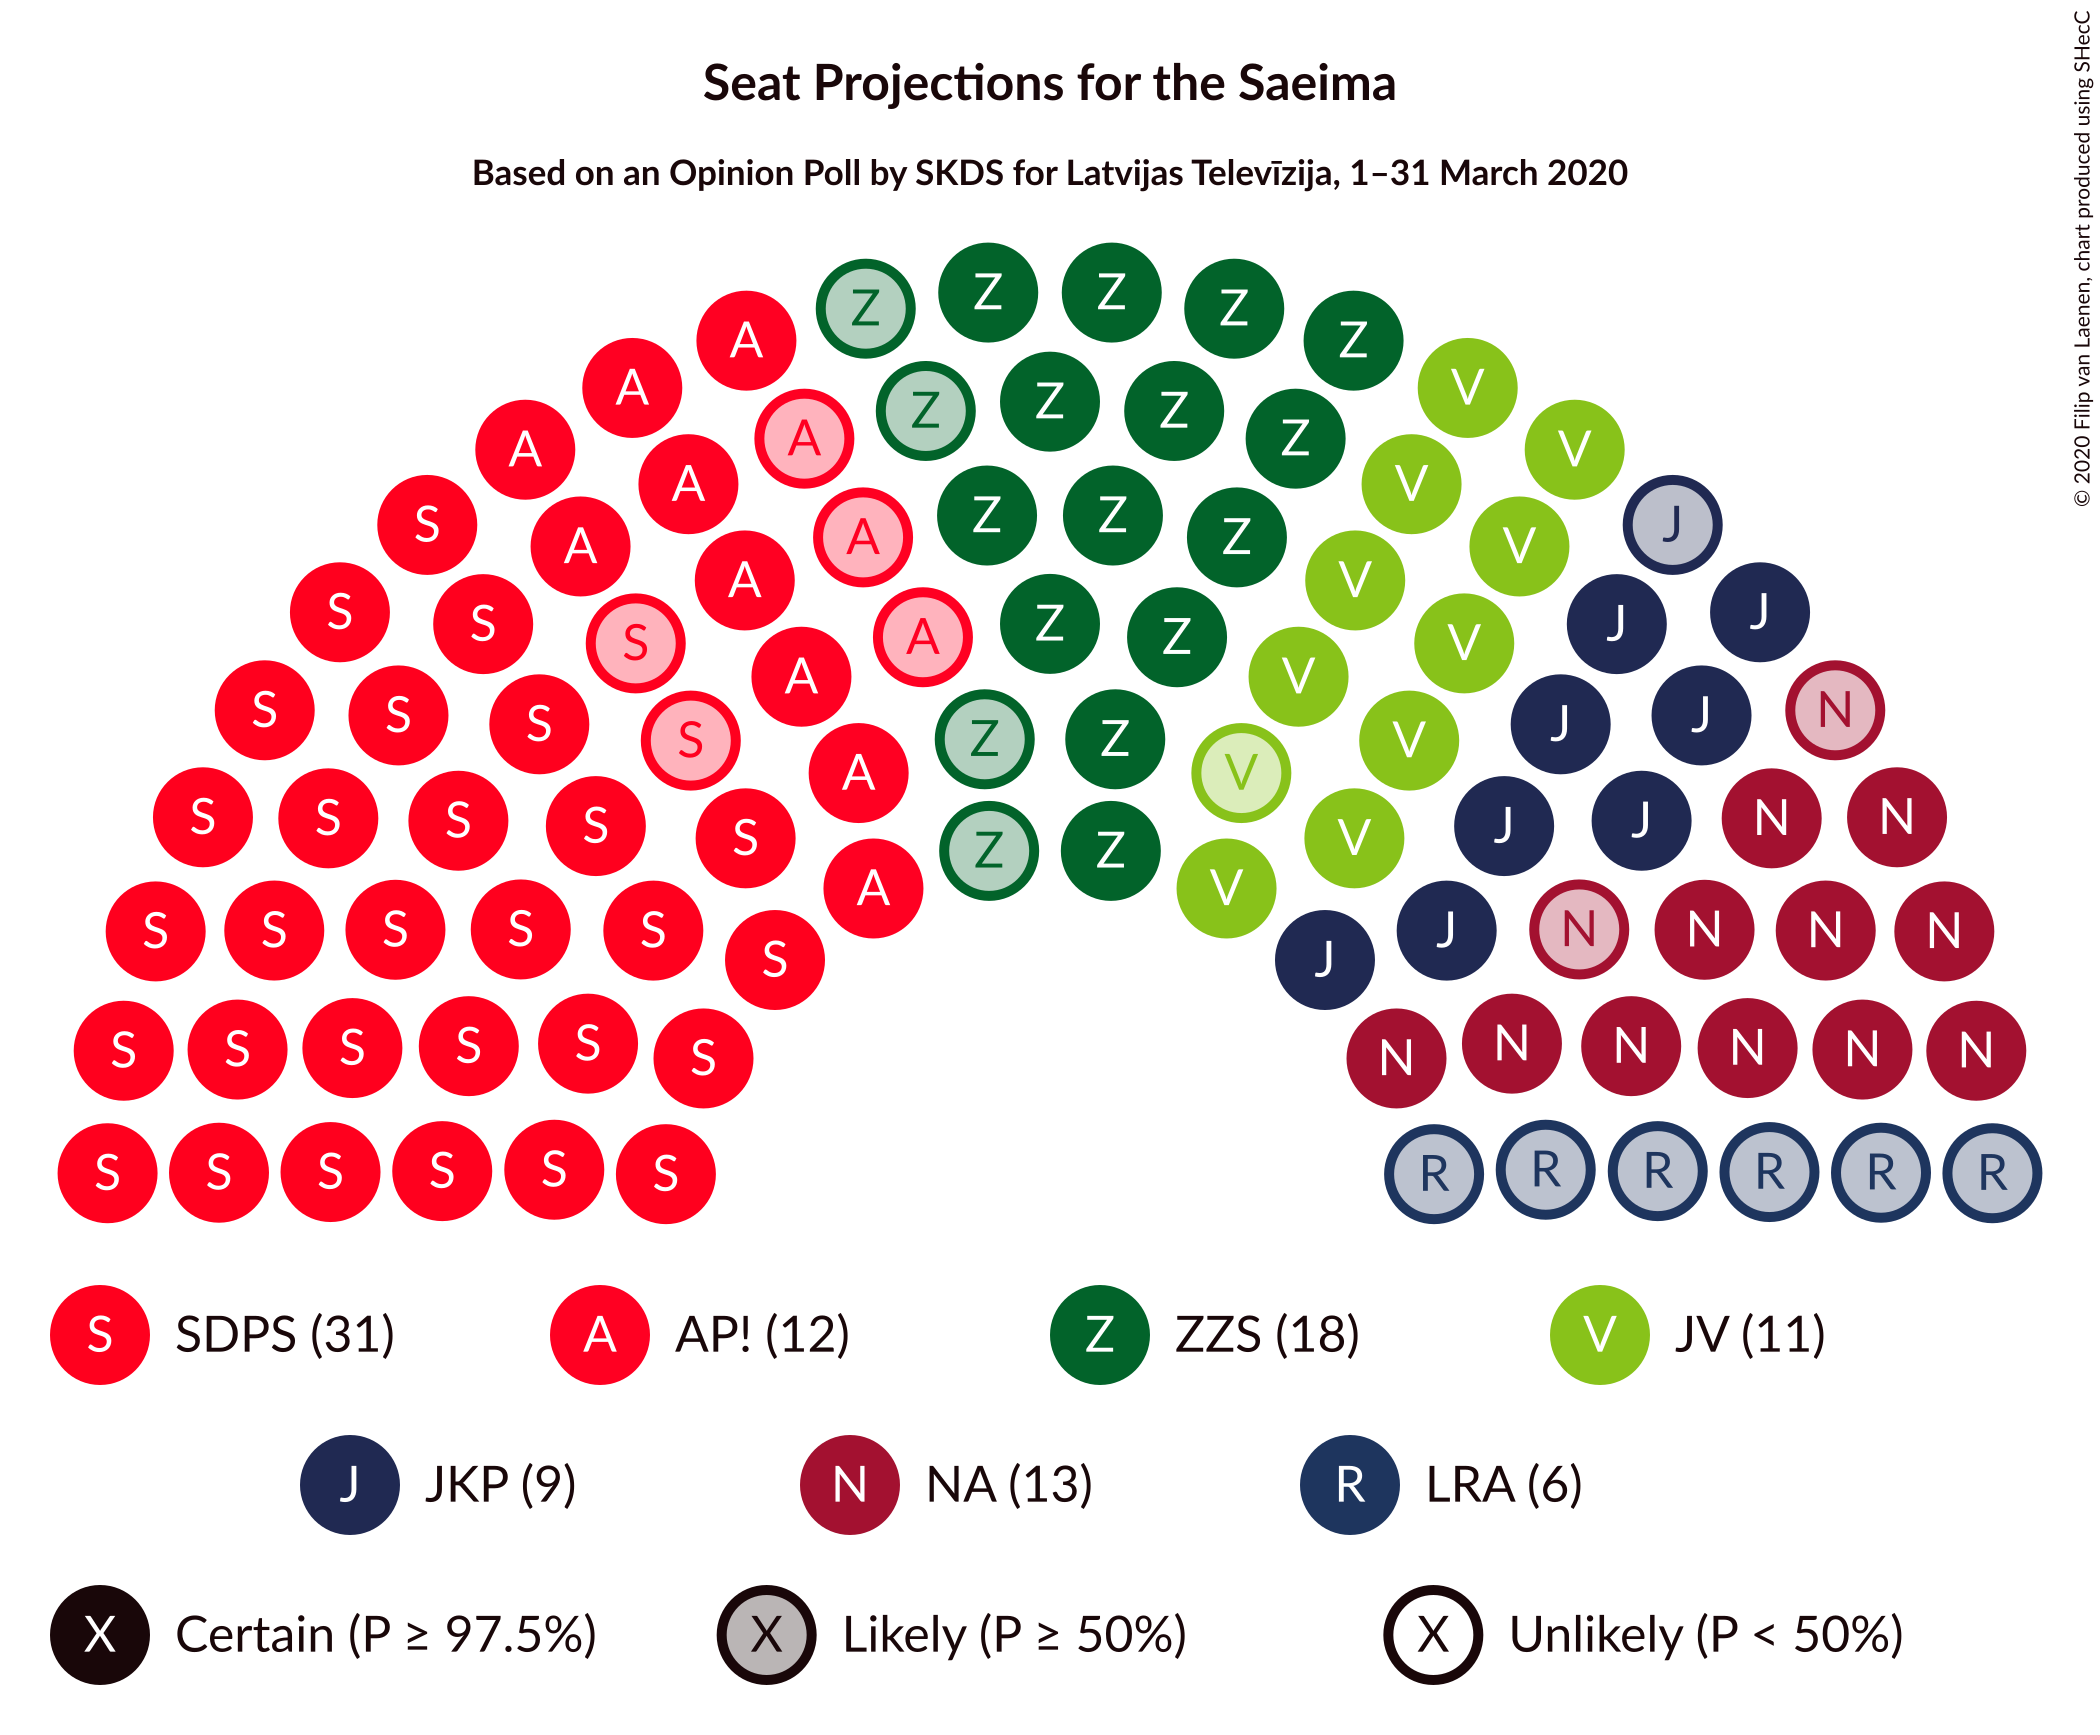 Seat Projections for the Saeima
Based on an Opinion Poll by SKDS for Latvijas Televīzija, 1–31 March 2020
© 2020 Filip van Laenen, chart produced using SHecC
Z Z Z Z Z
A A V V
A Z Z Z Z
A A V V
S A Z Z Z J
A A V V
S S S A A Z Z V V J J
S S S S A Z Z V V J J N
S S S S S A Z Z V V J J N N
S S S S S S A V J J N N N N
S S S S S S N N N N N N
S S S S S S R R R R R R
S SDPS (31) A AP! (12) Z ZZS (18) V JV (11)
J JKP (9) N NA (13) R LRA (6)
X Certain (P ≥ 97.5%) X Likely (P ≥ 50%) X Unlikely (P < 50%)